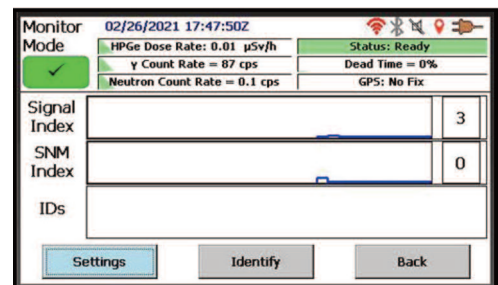 Monitor Mode
02/26/2021 17:47:50Z
HPGe Dose Rate: 0.01 µSv/h
Status: Ready
γ Count Rate = 87 cps
Dead Time = 0%
Neutron Count Rate = 0.1 cps
GPS: No Fix
Signal Index
3
SNM Index
0
IDs
Settings
Identify
Back